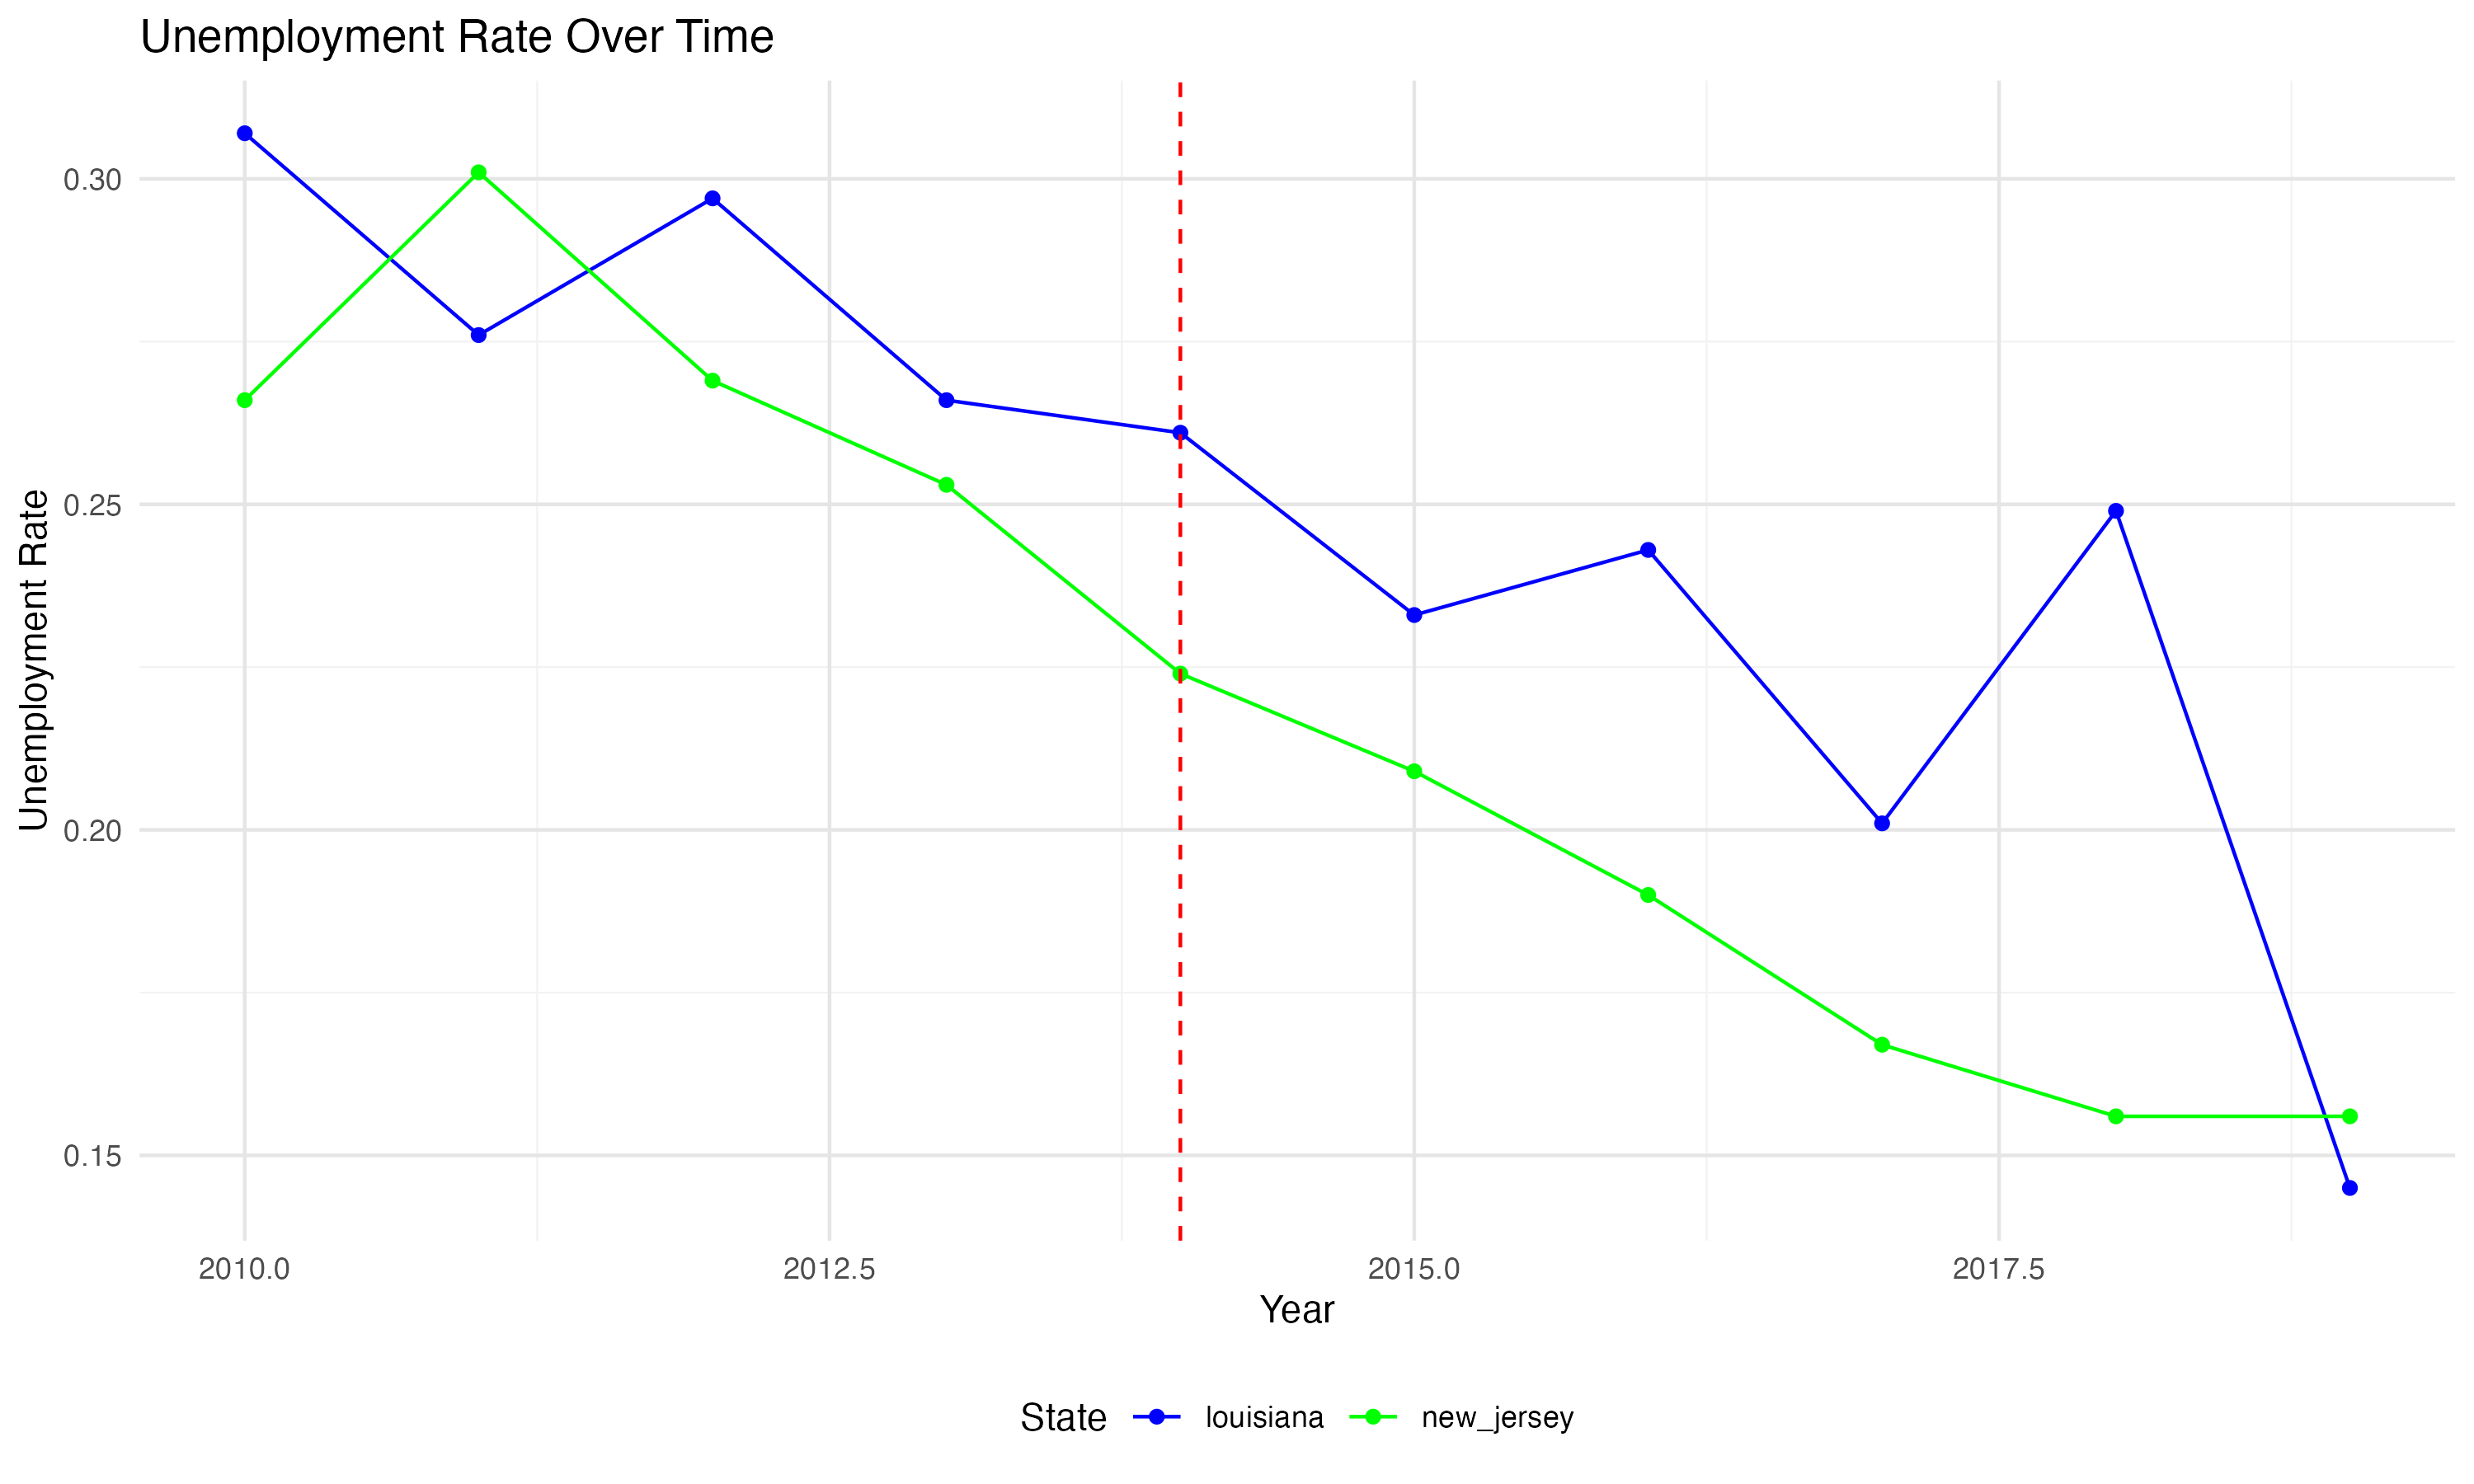 Unemployment Rate Over Time
Unemployment Rate
0.30
0.25
0.20
0.15
2010.0 2012.5 2015.0 2017.5
Year
State louisiana new_jersey